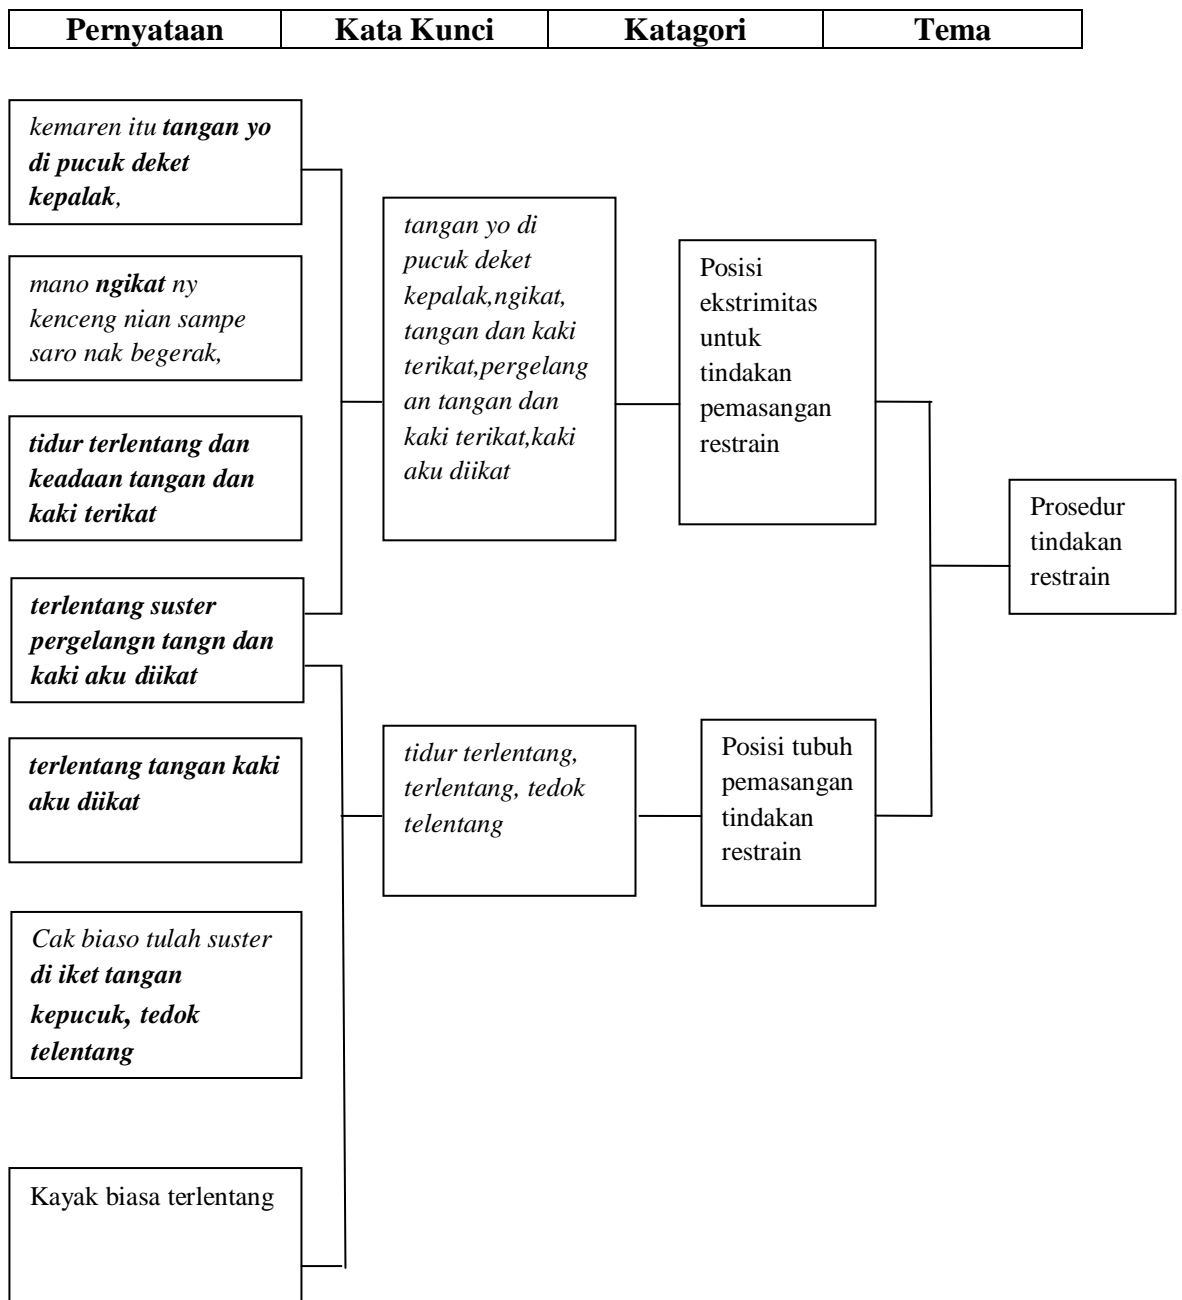 Pernyataan Kata Kunci Katagori Tema
kemaren itu tangan yo
di pucuk deket
kepalak,
mano ngikat ny
kenceng nian sampe
saro nak begerak,
tidur terlentang dan
keadaan tangan dan
kaki terikat
terlentang suster
pergelangn tangn dan
kaki aku diikat
terlentang tangan kaki
aku diikat
Cak biaso tulah suster
di iket tangan
kepucuk, tedok
telentang
Kayak biasa terlentang
tangan yo di
pucuk deket
kepalak,ngikat,
tangan dan kaki
terikat,pergelang
an tangan dan
kaki terikat,kaki
aku diikat
tidur terlentang,
terlentang, tedok
telentang
Posisi
ekstrimitas
untuk
tindakan
pemasangan
restrain
Posisi tubuh
pemasangan
tindakan
restrain
Prosedur
tindakan
restrain